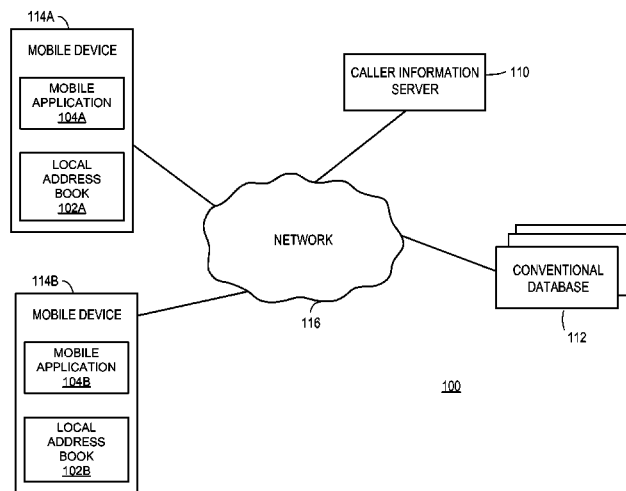 114A
MOBILE DEVICE
MOBILE
APPLICATION
104A
LOCAL
ADDRESS
BOOK
102A
CALLER INFORMATION
SERVER
110
NETWORK
116
CONVENTIONAL
DATABASE
112
114B
MOBILE DEVICE
MOBILE
APPLICATION
104B
LOCAL
ADDRESS
BOOK
102B
100